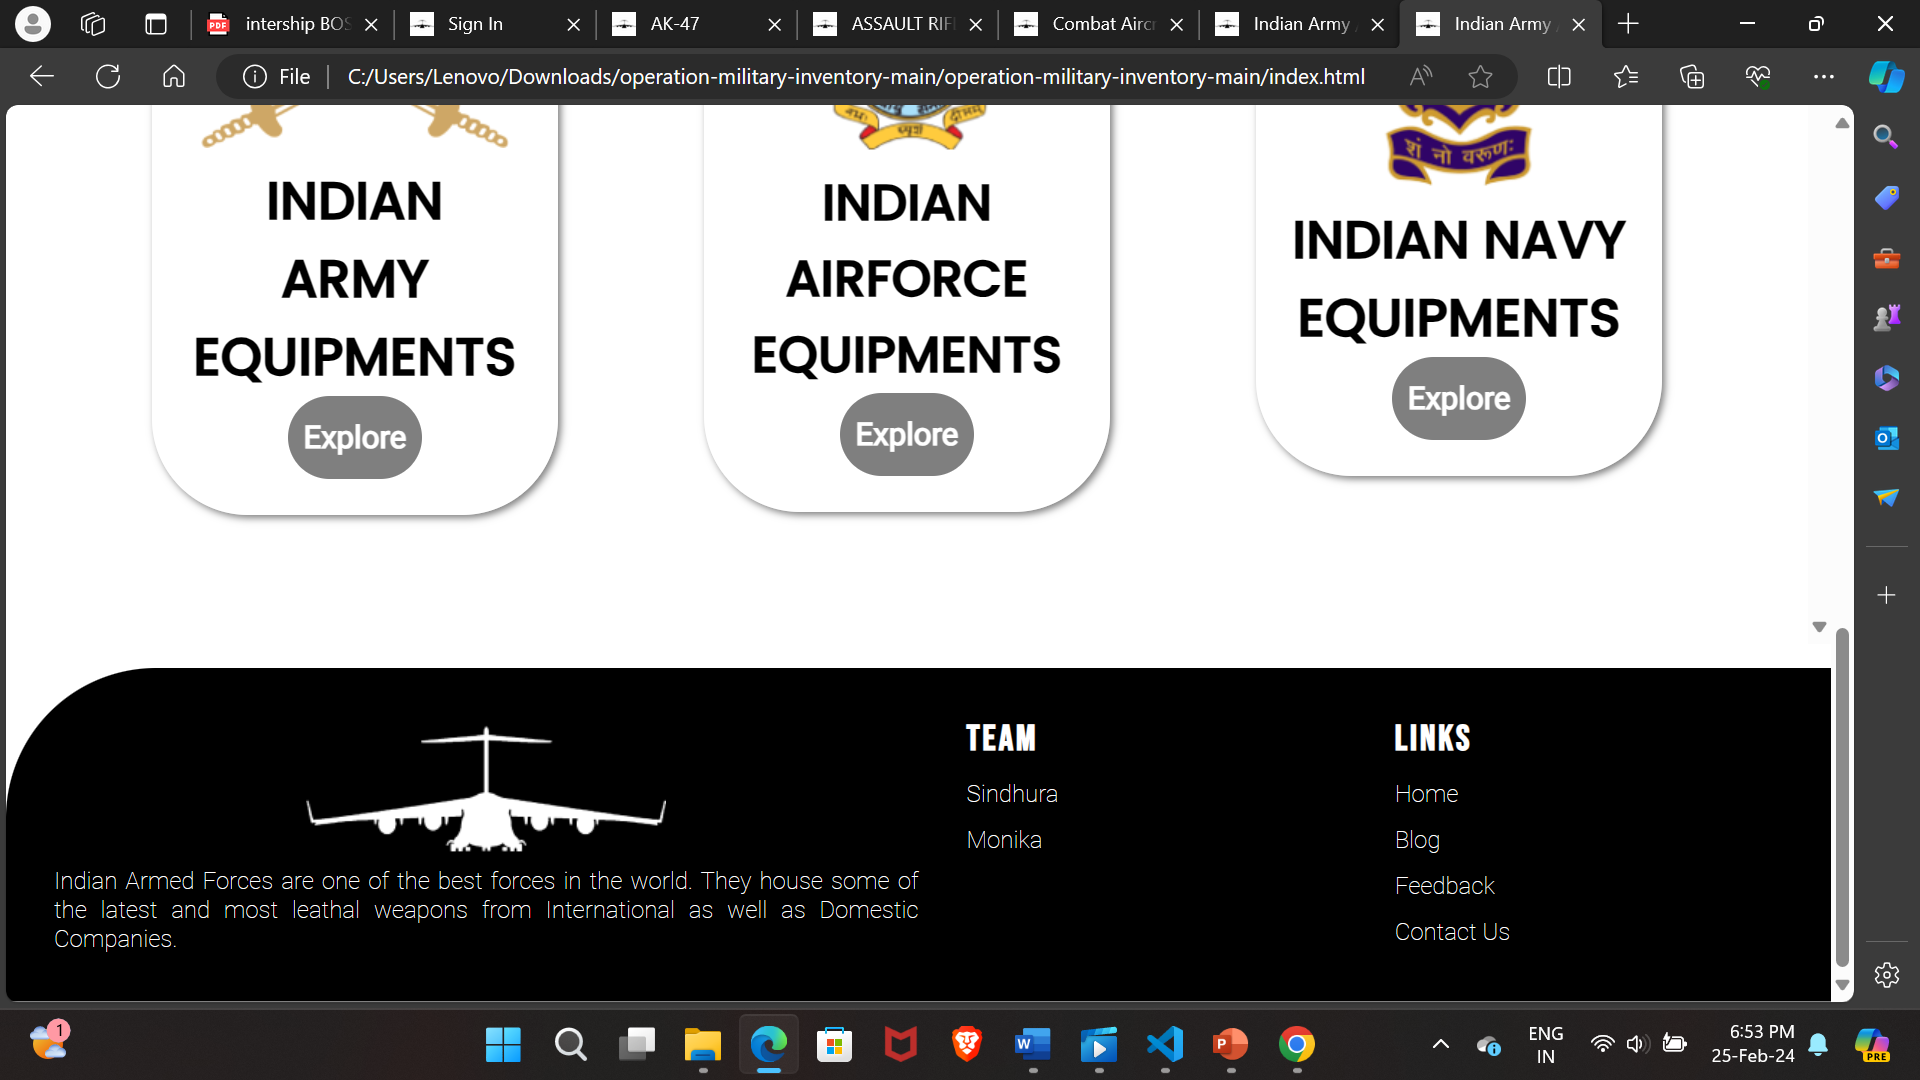 intership BOS
Sign In
AK-47
ASSAULT RIF
Combat Airc
Indian Army
Indian Army
File
C:/Users/Lenovo/Downloads/operation-military-inventory-main/operation-military-inventory-main/index.html
शं नो वरुणः
INDIAN
ARMY
EQUIPMENTS
Explore
INDIAN
AIRFORCE
EQUIPMENTS
Explore
INDIAN NAVY
EQUIPMENTS
Explore
TEAM
Sindhura
Monika
LINKS
Home
Blog
Feedback
Contact Us
Indian Armed Forces are one of the best forces in the world. They house some of
the latest and most leathal weapons from International as well as Domestic
Companies.
1
ENG
IN
6:53 PM
25-Feb-24
PRE